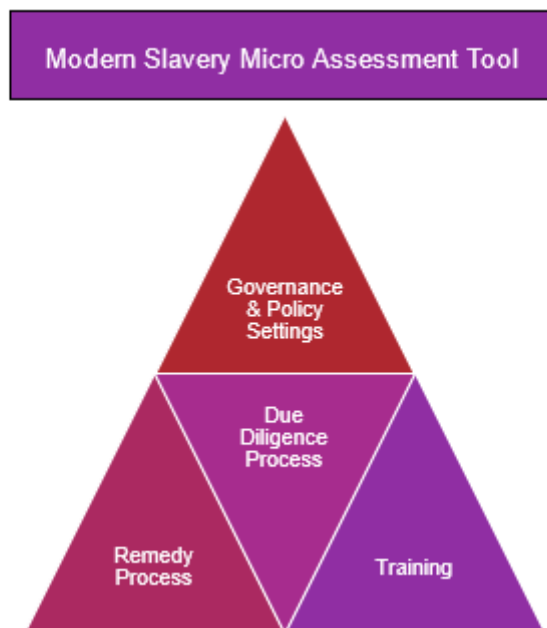 Modern Slavery Micro Assessment Tool
Governance
& Policy
Settings
Due
Diligence
Process
Remedy
Process
Training